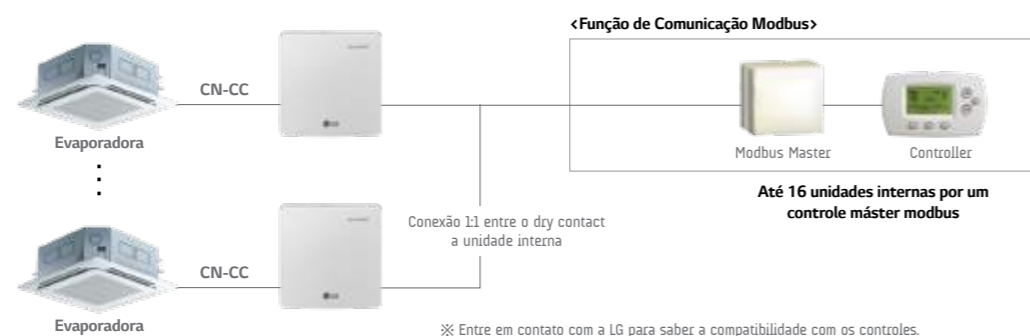 <Função de Comunicação Modbus>
CN-CC
Evaporadora
LG
Modbus Master
Controller
Até 16 unidades internas por um
controle máster modbus
Conexão 1:1 entre o dry contact
a unidade interna
CN-CC
LG
Evaporadora
※ Entre em contato com a LG para saber a compatibilidade com os controles.